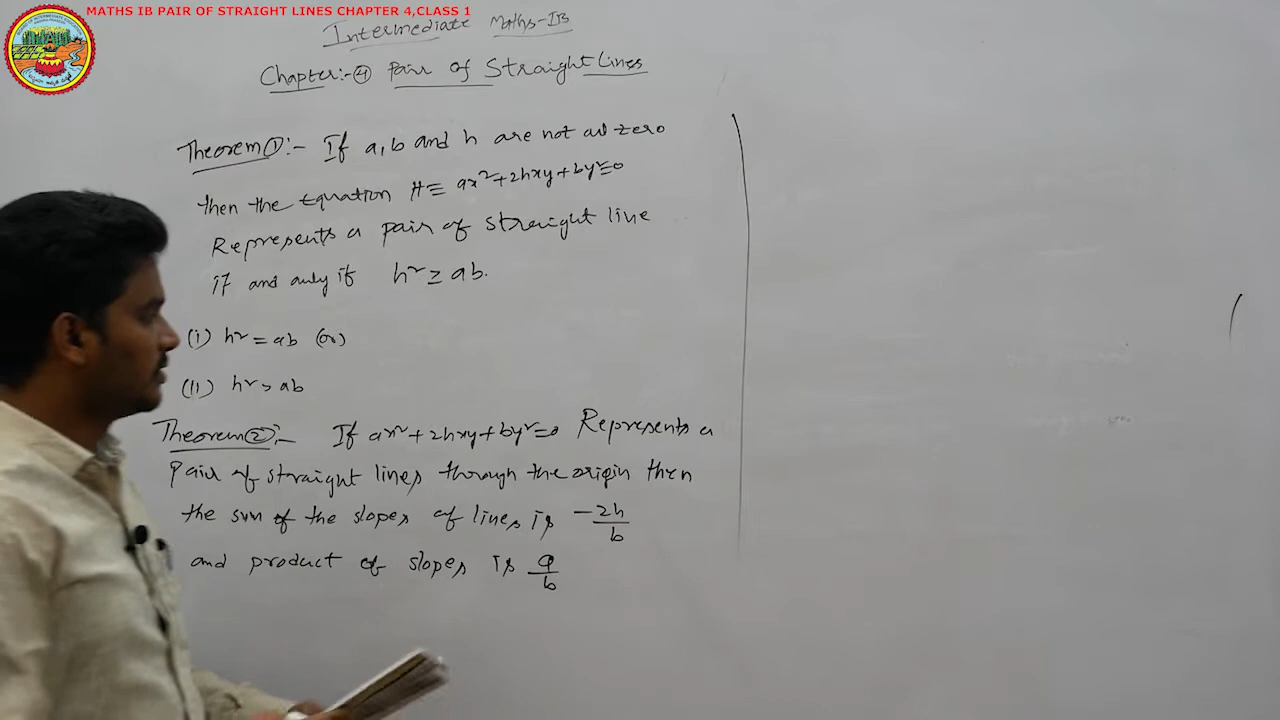 MATHS IB PAIR OF STRAIGHT LINES CHAPTER 4,CLASS 1
Intermediate Maths-IB
Chapter:-④ Pair of Straight Lines
Theorem①:- If a,b and h are not all zero
then the Equation H≡ ax²+2hxy+by²=0
Represents a pair of straight line
if and only if h² ≥ ab.
(i) h² = ab (or)
(ii) h² > ab
Theorem②:- If ax²+2hxy+by²=0 Represents a
pair of straight lines through the origin then
the sum of the slopes of lines is -2h/b
and product of slopes is a/b